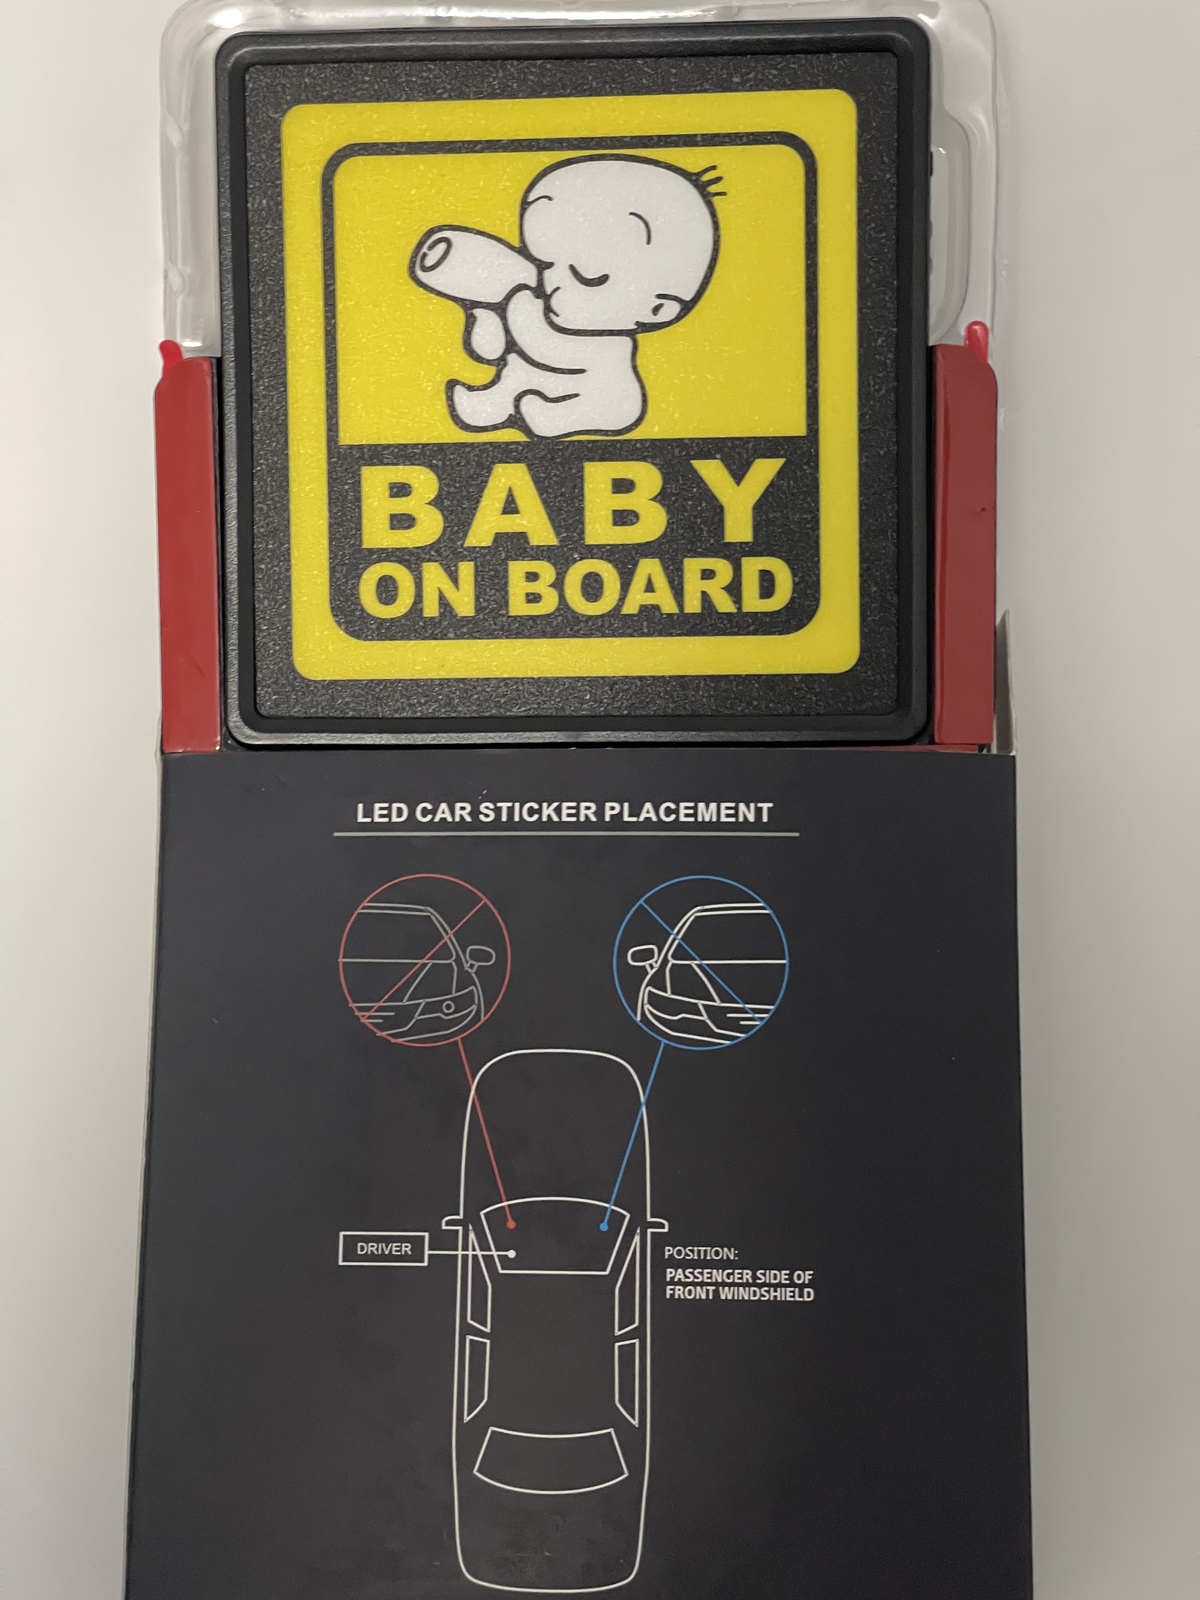 BABY
ON BOARD
LED CAR STICKER PLACEMENT
DRIVER
POSITION:
PASSENGER SIDE OF
FRONT WINDSHIELD